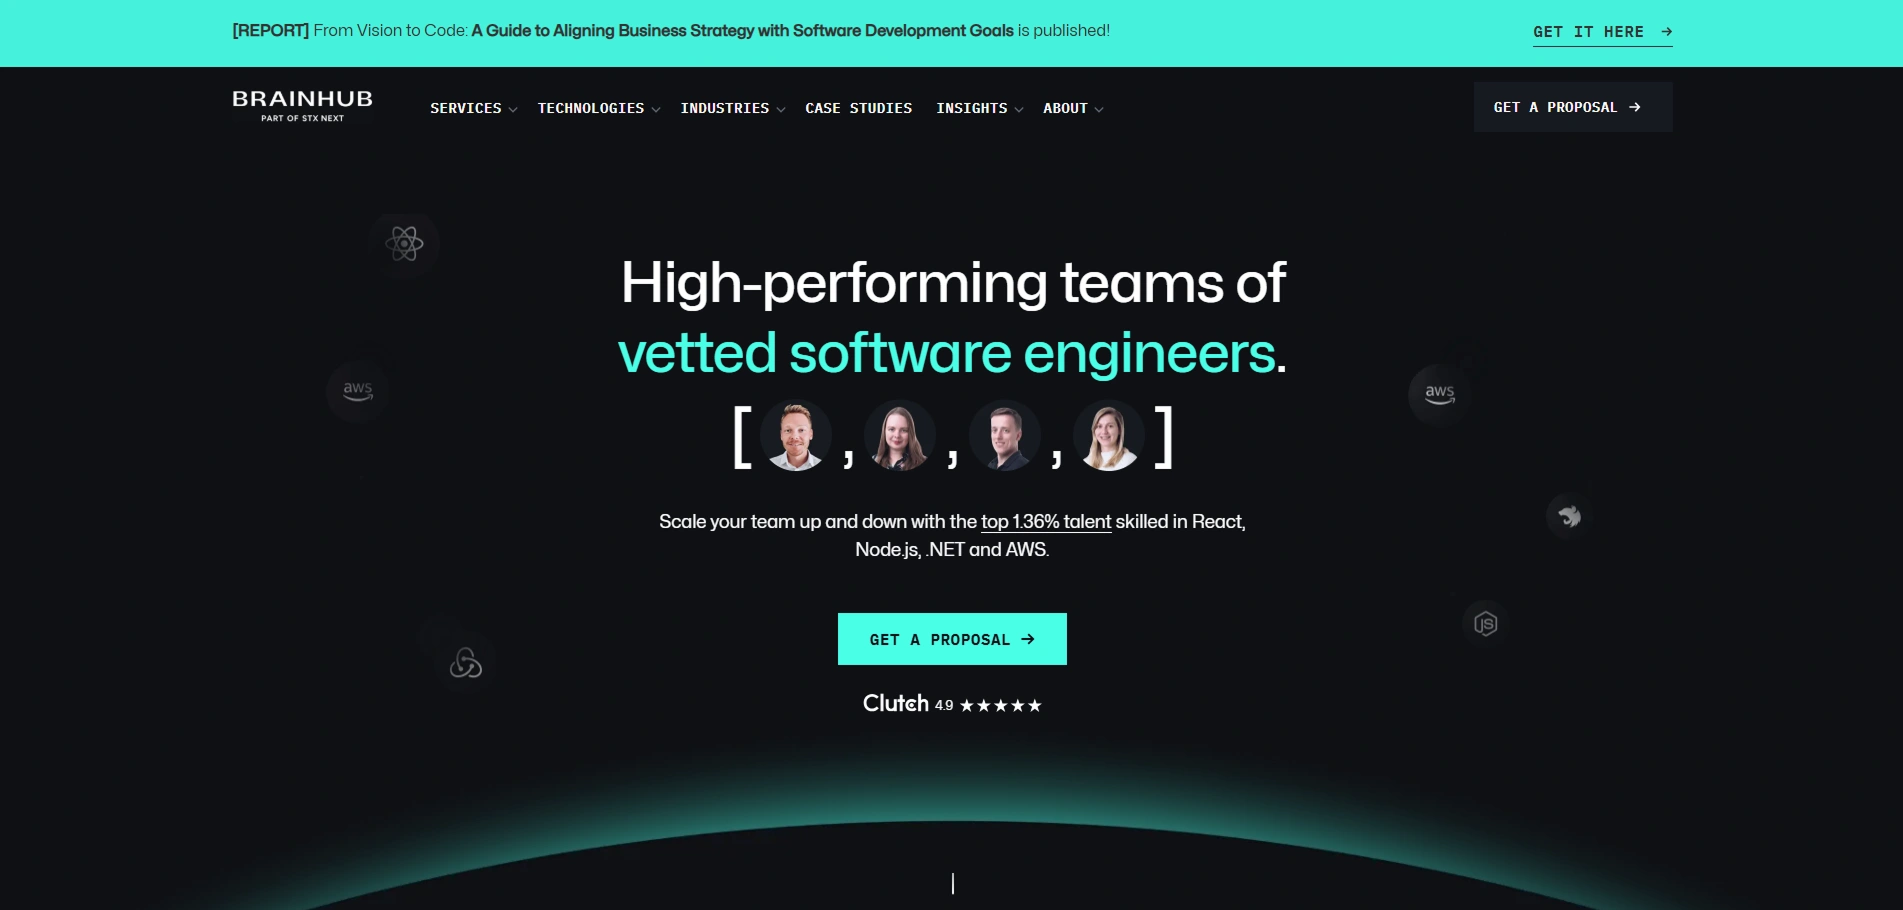 [REPORT] From Vision to Code: A Guide to Aligning Business Strategy with Software Development Goals is published!
GET IT HERE →
BRAINHUB
PART OF STX NEXT
SERVICES
TECHNOLOGIES
INDUSTRIES
CASE STUDIES
INSIGHTS
ABOUT
GET A PROPOSAL →
High-performing teams of
vetted software engineers.
[ , , , ]
Scale your team up and down with the top 1.36% talent skilled in React,
Node.js, .NET and AWS.
aws
aws
JS
GET A PROPOSAL →
Clutch 4.9 ★★★★★